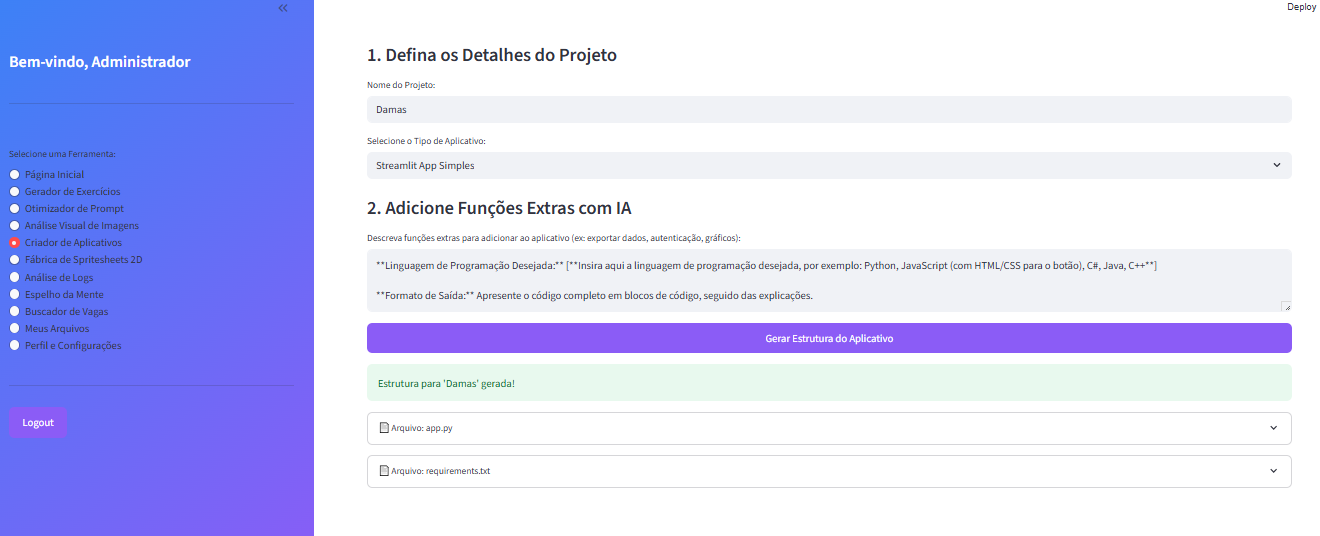 Deploy
Bem-vindo, Administrador
Selecione uma Ferramenta:
Página Inicial
Gerador de Exercícios
Otimizador de Prompt
Análise Visual de Imagens
Criador de Aplicativos
Fábrica de Spritesheets 2D
Análise de Logs
Espelho da Mente
Buscador de Vagas
Meus Arquivos
Perfil e Configurações
Logout
1. Defina os Detalhes do Projeto
Nome do Projeto:
Damas
Selecione o Tipo de Aplicativo:
Streamlit App Simples
2. Adicione Funções Extras com IA
Descreva funções extras para adicionar ao aplicativo (ex: exportar dados, autenticação, gráficos):
**Linguagem de Programação Desejada:** [**Insira aqui a linguagem de programação desejada, por exemplo: Python, JavaScript (com HTML/CSS para o botão), C#, Java, C++**]
**Formato de Saída:** Apresente o código completo em blocos de código, seguido das explicações.
Gerar Estrutura do Aplicativo
Estrutura para 'Damas' gerada!
Arquivo: app.py
Arquivo: requirements.txt